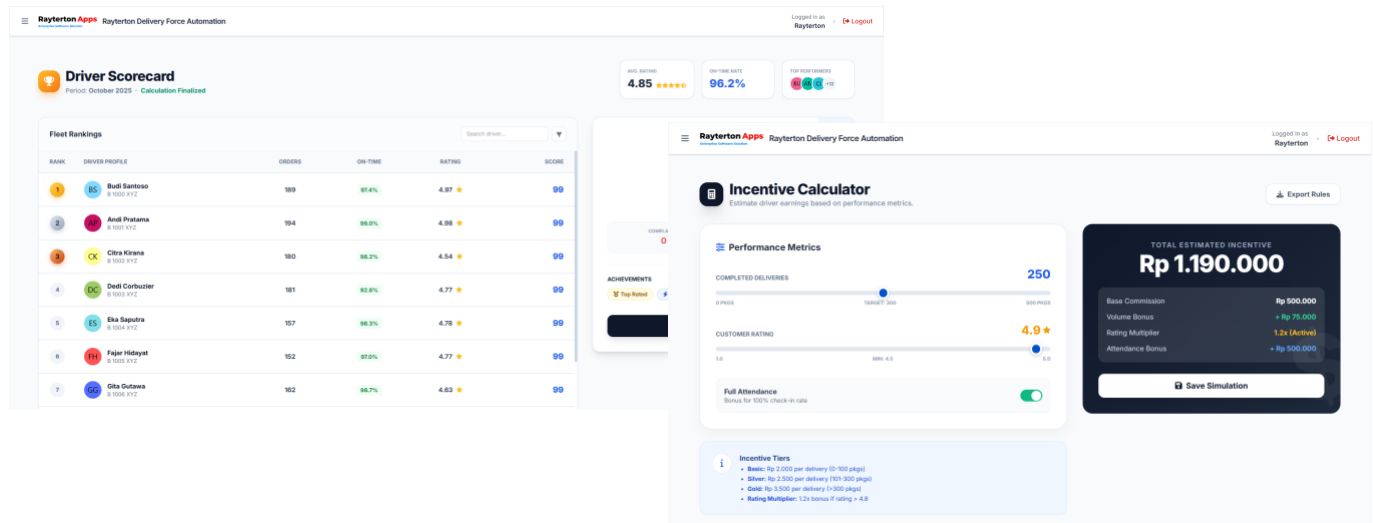 Rayterton Apps
Enterprise Software Solution
Rayterton Delivery Force Automation
Logged in as
Rayterton
Logout
Driver Scorecard
Period: October 2025 · Calculation Finalized
AVG. RATING
4.85
ON-TIME RATE
96.2%
TOP PERFORMERS
BU AN CI
Fleet Rankings
Search driver...
RANK DRIVER PROFILE ORDERS ON-TIME RATING SCORE
1 BS Budi Santoso 189 97.4% 4.97 99
B 1000 XYZ
2 AP Andi Pratama 194 99.0% 4.98 99
B 1001 XYZ
3 CK Citra Kirana 180 98.2% 4.54 99
B 1002 XYZ
4 DC Dedi Corbuzier 181 92.6% 4.77 99
B 1003 XYZ
5 ES Eka Saputra 157 98.3% 4.78 99
B 1004 XYZ
6 FH Fajar Hidayat 152 97.0% 4.77 99
B 1005 XYZ
7 GG Gita Gutawa 162 98.7% 4.63 99
B 1006 XYZ
COMPLA
0
ACHIEVEMENTS
Top Rated
Rayterton Apps
Enterprise Software Solution
Rayterton Delivery Force Automation
Logged in as
Rayterton
Logout
Incentive Calculator
Estimate driver earnings based on performance metrics.
Export Rules
Performance Metrics
COMPLETED DELIVERIES 250
0 PKGS TARGET: 300 500 PKGS
CUSTOMER RATING 4.9
1.0 MIN: 4.5 5.0
Full Attendance
Bonus for 100% check-in rate
TOTAL ESTIMATED INCENTIVE
Rp 1.190.000
Base Commission Rp 500.000
Volume Bonus + Rp 75.000
Rating Multiplier 1.2x (Active)
Attendance Bonus + Rp 500.000
Save Simulation
Incentive Tiers
• Basic: Rp 2.000 per delivery (0-100 pkgs)
• Silver: Rp 2.500 per delivery (101-300 pkgs)
• Gold: Rp 3.500 per delivery (>300 pkgs)
• Rating Multiplier: 1.2x bonus if rating > 4.8